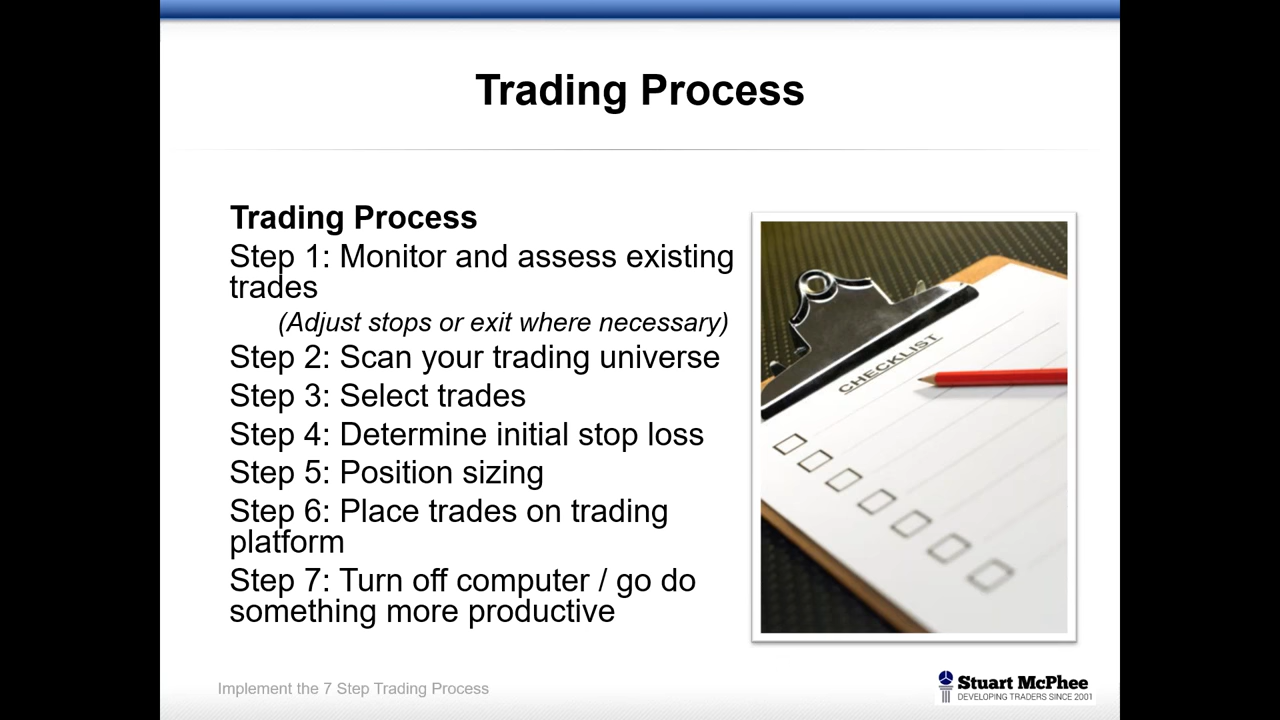 Trading Process
Trading Process
Step 1: Monitor and assess existing
trades
(Adjust stops or exit where necessary)
Step 2: Scan your trading universe
Step 3: Select trades
Step 4: Determine initial stop loss
Step 5: Position sizing
Step 6: Place trades on trading
platform
Step 7: Turn off computer / go do
something more productive
CHECKLIST
Implement the 7 Step Trading Process
Stuart McPhee
DEVELOPING TRADERS SINCE 2001